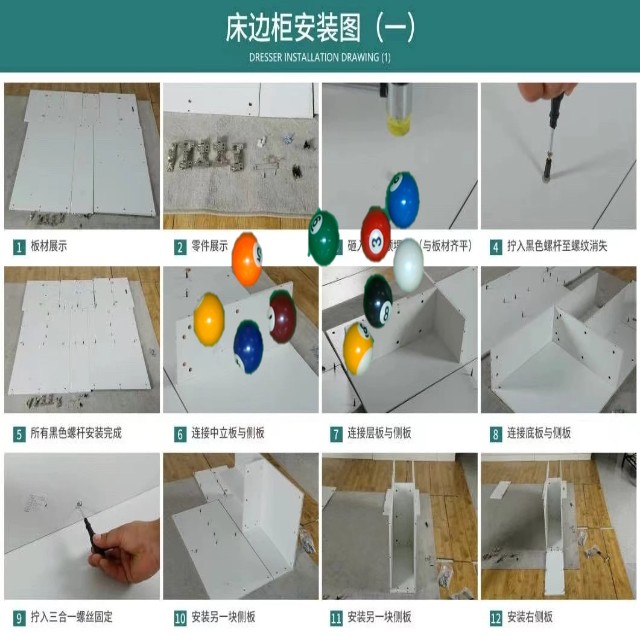 床边柜安装图（一）
DRESSER INSTALLATION DRAWING (1)
1 板材展示
2 零件展示
砸入
（与板材齐平）
4 拧入黑色螺杆至螺纹消失
5 所有黑色螺杆安装完成
6 连接中立板与侧板
7 连接层板与侧板
8 连接底板与侧板
9 拧入三合一螺丝固定
10 安装另一块侧板
11 安装另一块侧板
12 安装右侧板
6
2
3
5
8